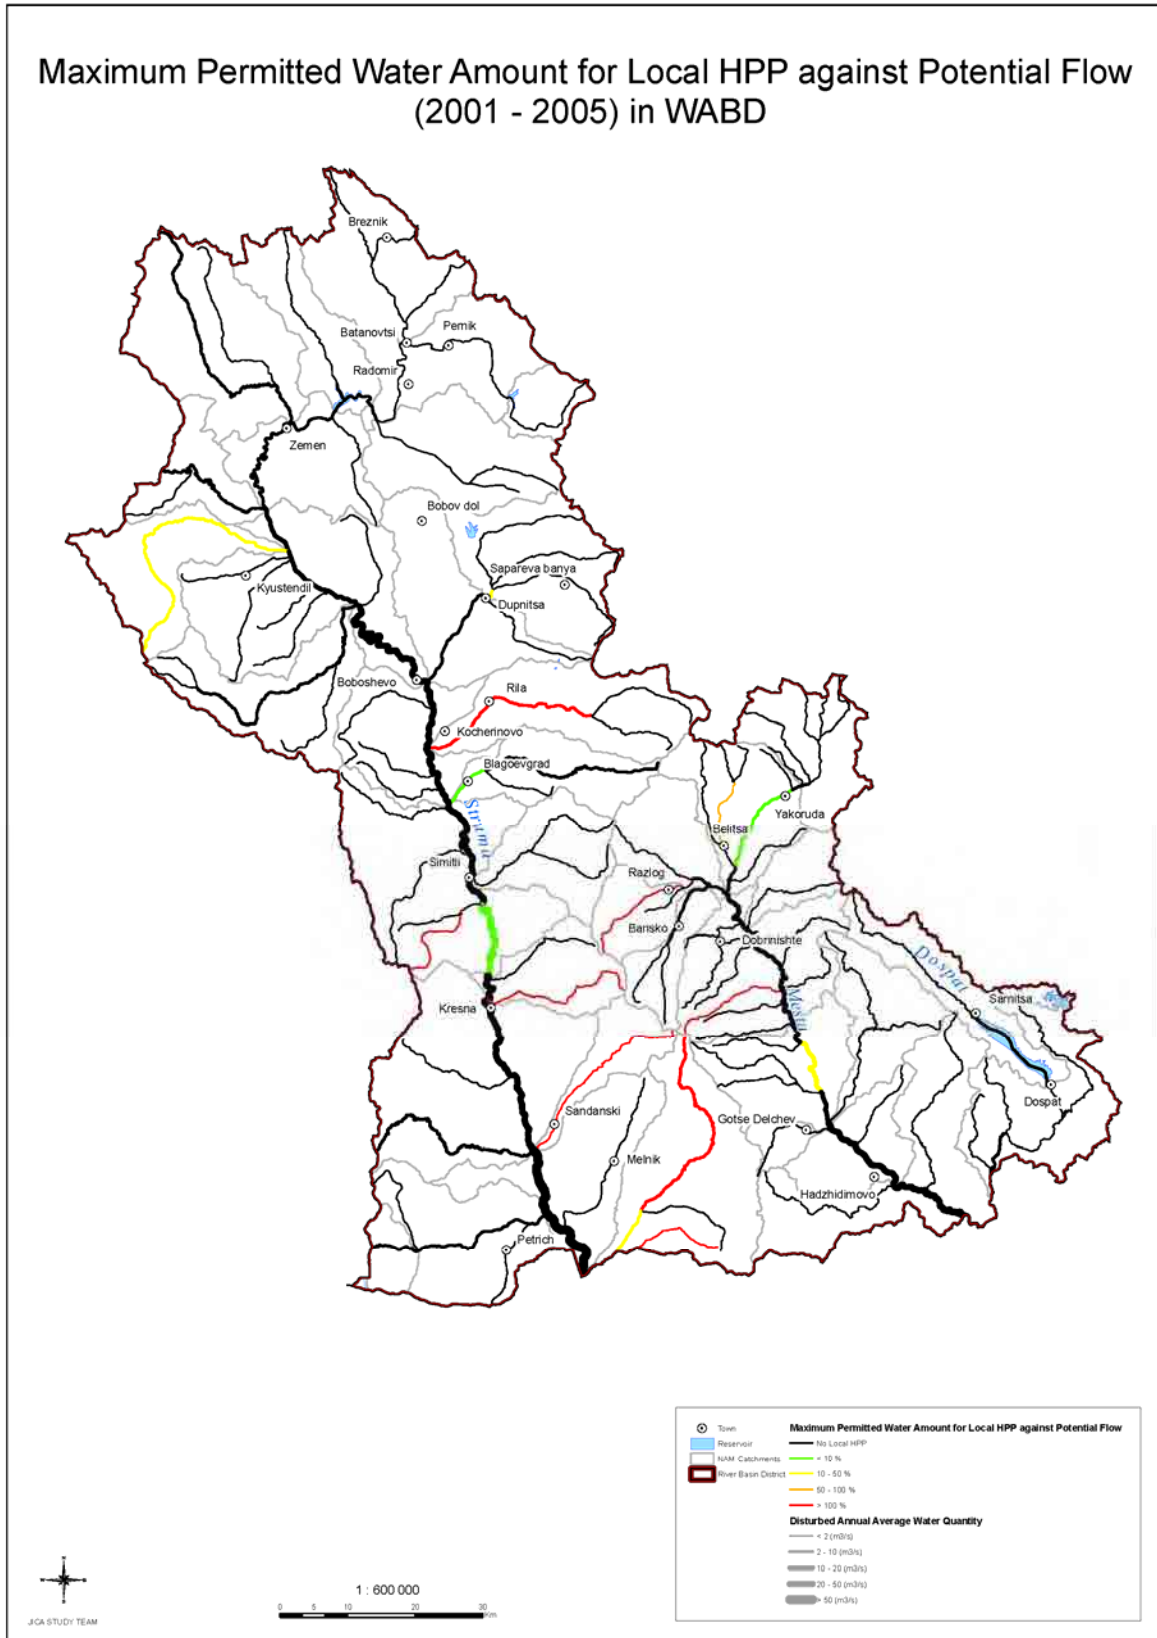 Maximum Permitted Water Amount for Local HPP against Potential Flow
(2001 - 2005) in WABD
Breznik
Batanovtsi
Pernik
Radomir
Zemen
Bobov dol
Sapareva banya
Kyustendil
Dupnitsa
Boboshevo
Rila
Kocherinovo
Blagoevgrad
Struma
Yakoruda
Belitsa
Simitli
Razlog
Bansko
Dobrinishte
Dospat
Sarnitsa
Kresna
Mesta
Dospat
Sandanski
Gotse Delchev
Melnik
Hadzhidimovo
Petrich
Town
Reservoir
NAM Catchments
River Basin District
Maximum Permitted Water Amount for Local HPP against Potential Flow
No Local HPP
< 10 %
10 - 50 %
50 - 100 %
> 100 %
Disturbed Annual Average Water Quantity
< 2 (m3/s)
2 - 10 (m3/s)
10 - 20 (m3/s)
20 - 50 (m3/s)
> 50 (m3/s)
N
W E
S
JICA STUDY TEAM
1 : 600 000
0 5 10 20 30
Km